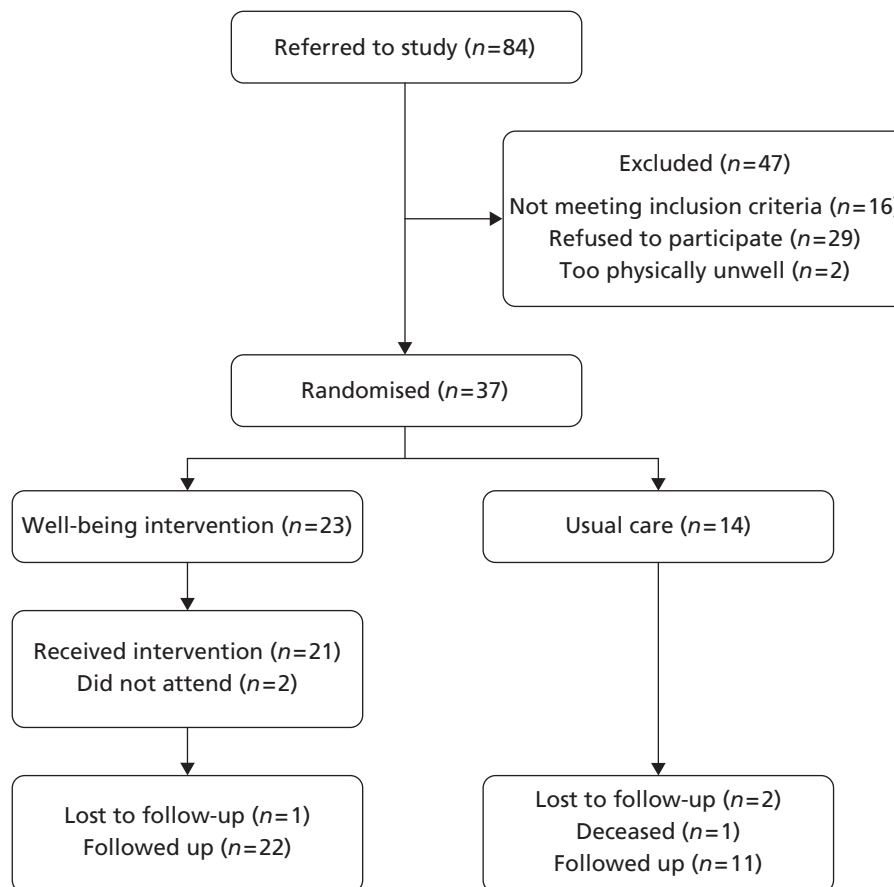 Referred to study (n=84)
Excluded (n=47)
Not meeting inclusion criteria (n=16)
Refused to participate (n=29)
Too physically unwell (n=2)
Randomised (n=37)
Well-being intervention (n=23)
Usual care (n=14)
Received intervention (n=21)
Did not attend (n=2)
Lost to follow-up (n=1)
Followed up (n=22)
Lost to follow-up (n=2)
Deceased (n=1)
Followed up (n=11)